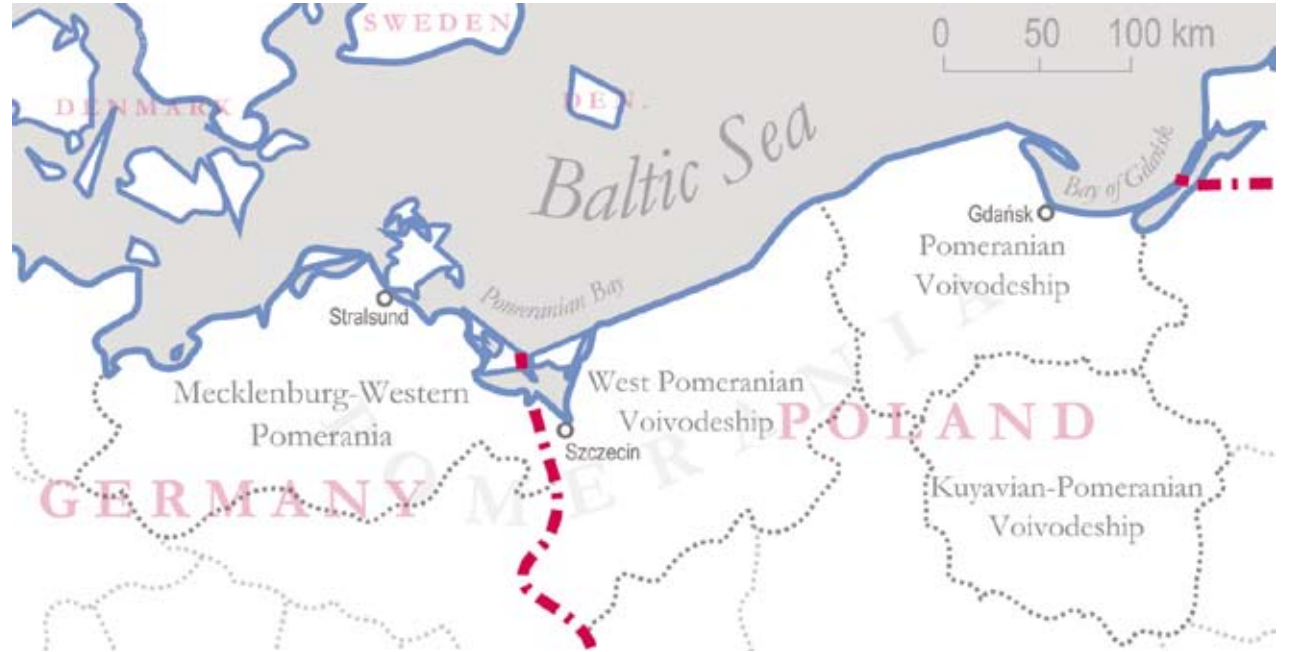 SWEDEN
0 50 100 km
DENMARK
DEN.
Baltic Sea
Bay of Gdańsk
Gdańsk
Pomeranian
Voivodeship
Pomeranian Bay
Stralsund
Mecklenburg-Western
Pomerania
West Pomeranian
Voivodeship
POLAND
POMERANIA
Szczecin
GERMANY
Kuyavian-Pomeranian
Voivodeship